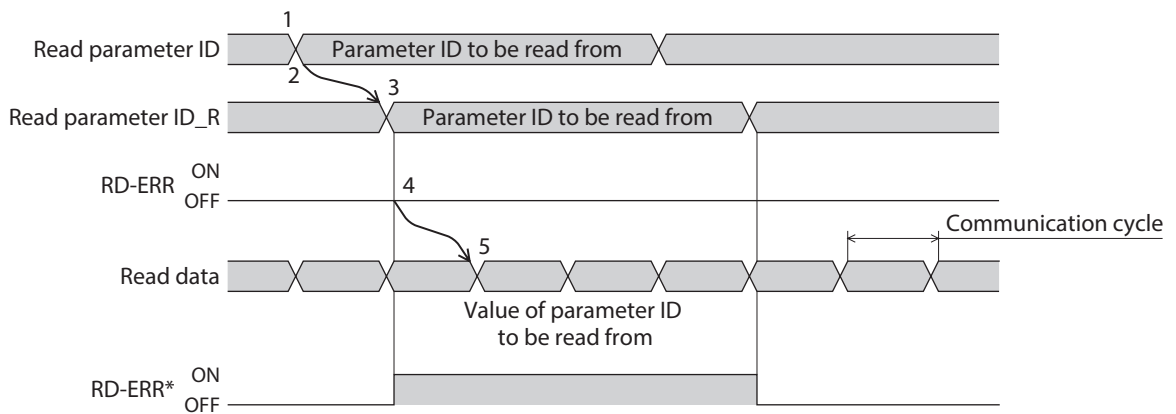 1
Read parameter ID
Parameter ID to be read from
2
3
Read parameter ID_R
Parameter ID to be read from
ON
RD-ERR
OFF
4
Communication cycle
5
Read data
Value of parameter ID
to be read from
ON
RD-ERR*
OFF